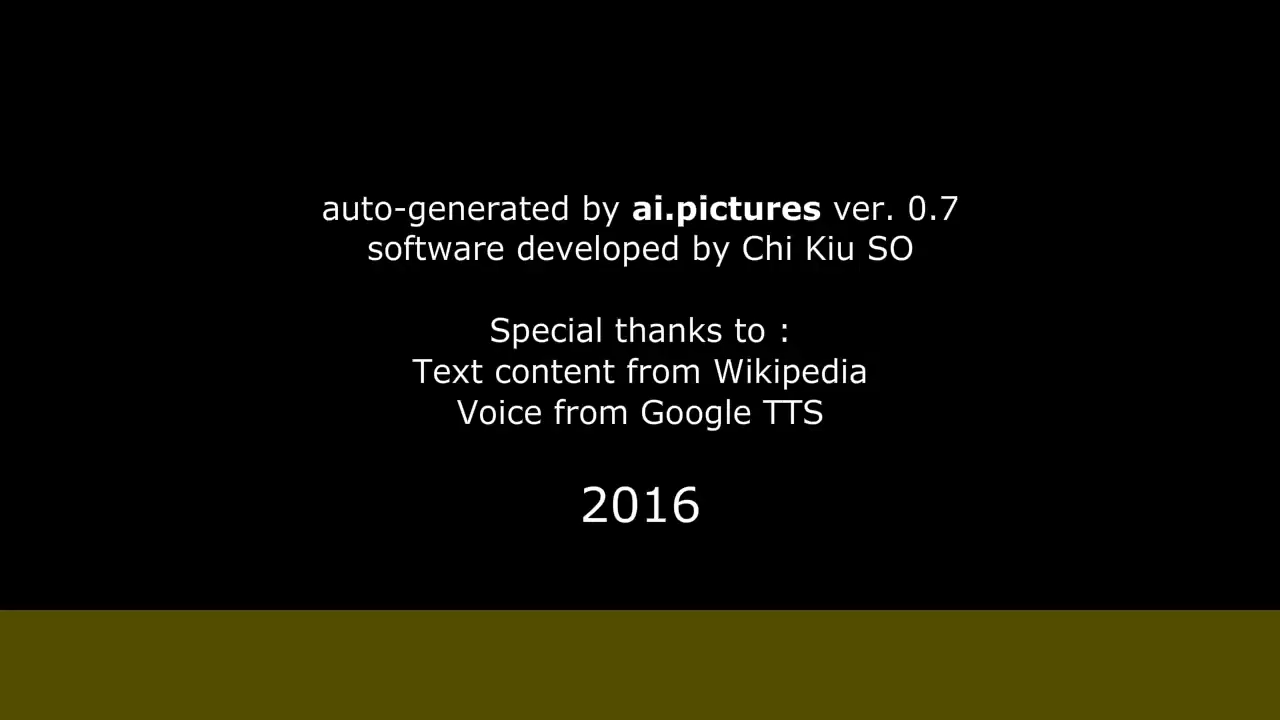 auto-generated by ai.pictures ver. 0.7
software developed by Chi Kiu SO
Special thanks to :
Text content from Wikipedia
Voice from Google TTS
2016